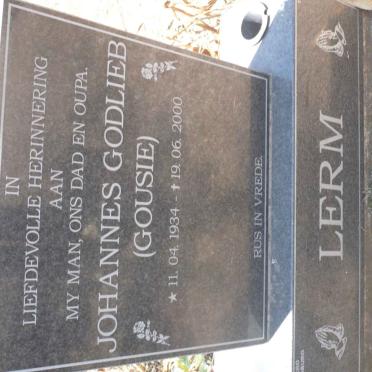 IN
LIEFDEVOLLE HERINNERING
AAN
MY MAN, ONS DAD EN OUPA.
JOHANNES GODLIEB
(GOUSIE)
★ 11. 04. 1934. - † 19. 06. 2000
RUS IN VREDE.
LERM